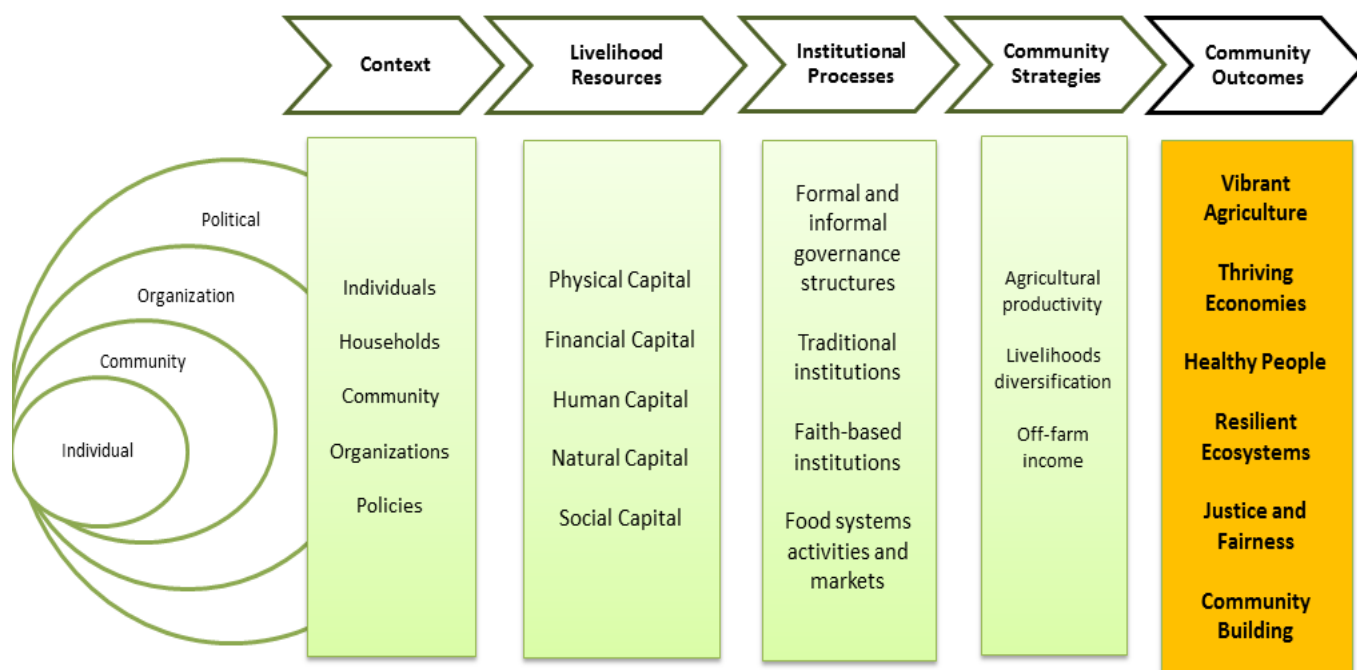 Context
Livelihood
Resources
Institutional
Processes
Community
Strategies
Community
Outcomes
Political
Organization
Community
Individual
Individuals
Households
Community
Organizations
Policies
Physical Capital
Financial Capital
Human Capital
Natural Capital
Social Capital
Formal and
informal
governance
structures
Traditional
institutions
Faith-based
institutions
Food systems
activities and
markets
Agricultural
productivity
Livelihoods
diversification
Off-farm
income
Vibrant
Agriculture
Thriving
Economies
Healthy People
Resilient
Ecosystems
Justice and
Fairness
Community
Building